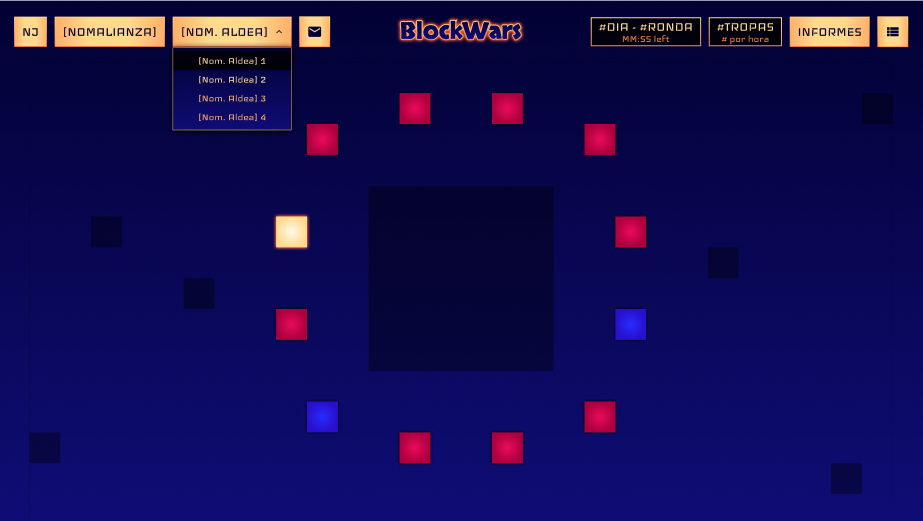 NJ
[NOMALIANZA]
[NOM. ALDEA]
BlockWars
#DIA - #RONDA
MM:SS left
#TROPAS
# por hora
INFORMES
[Nom. Aldea] 1
[Nom. Aldea] 2
[Nom. Aldea] 3
[Nom. Aldea] 4